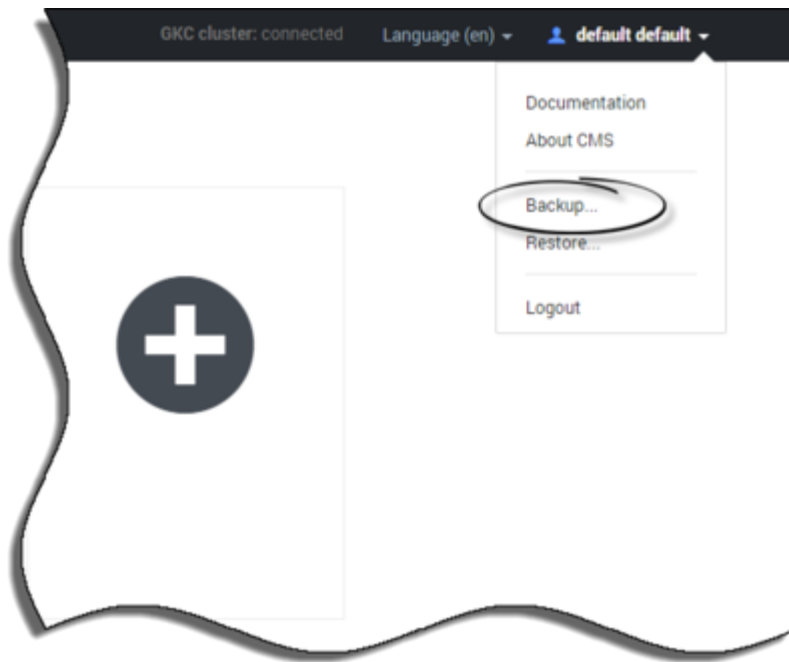 GKC cluster: connected Language (en) default default
Documentation
About CMS
Backup...
Restore...
Logout